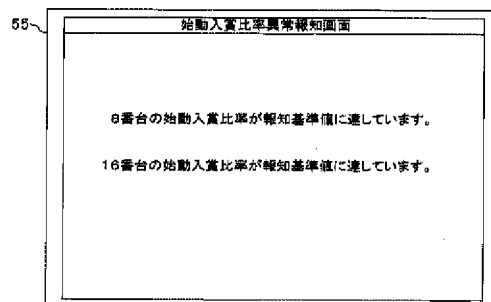 55
始動入賞比率異常報知画面
8番台の始動入賞比率が報知基準値に達しています。
16番台の始動入賞比率が報知基準値に達しています。